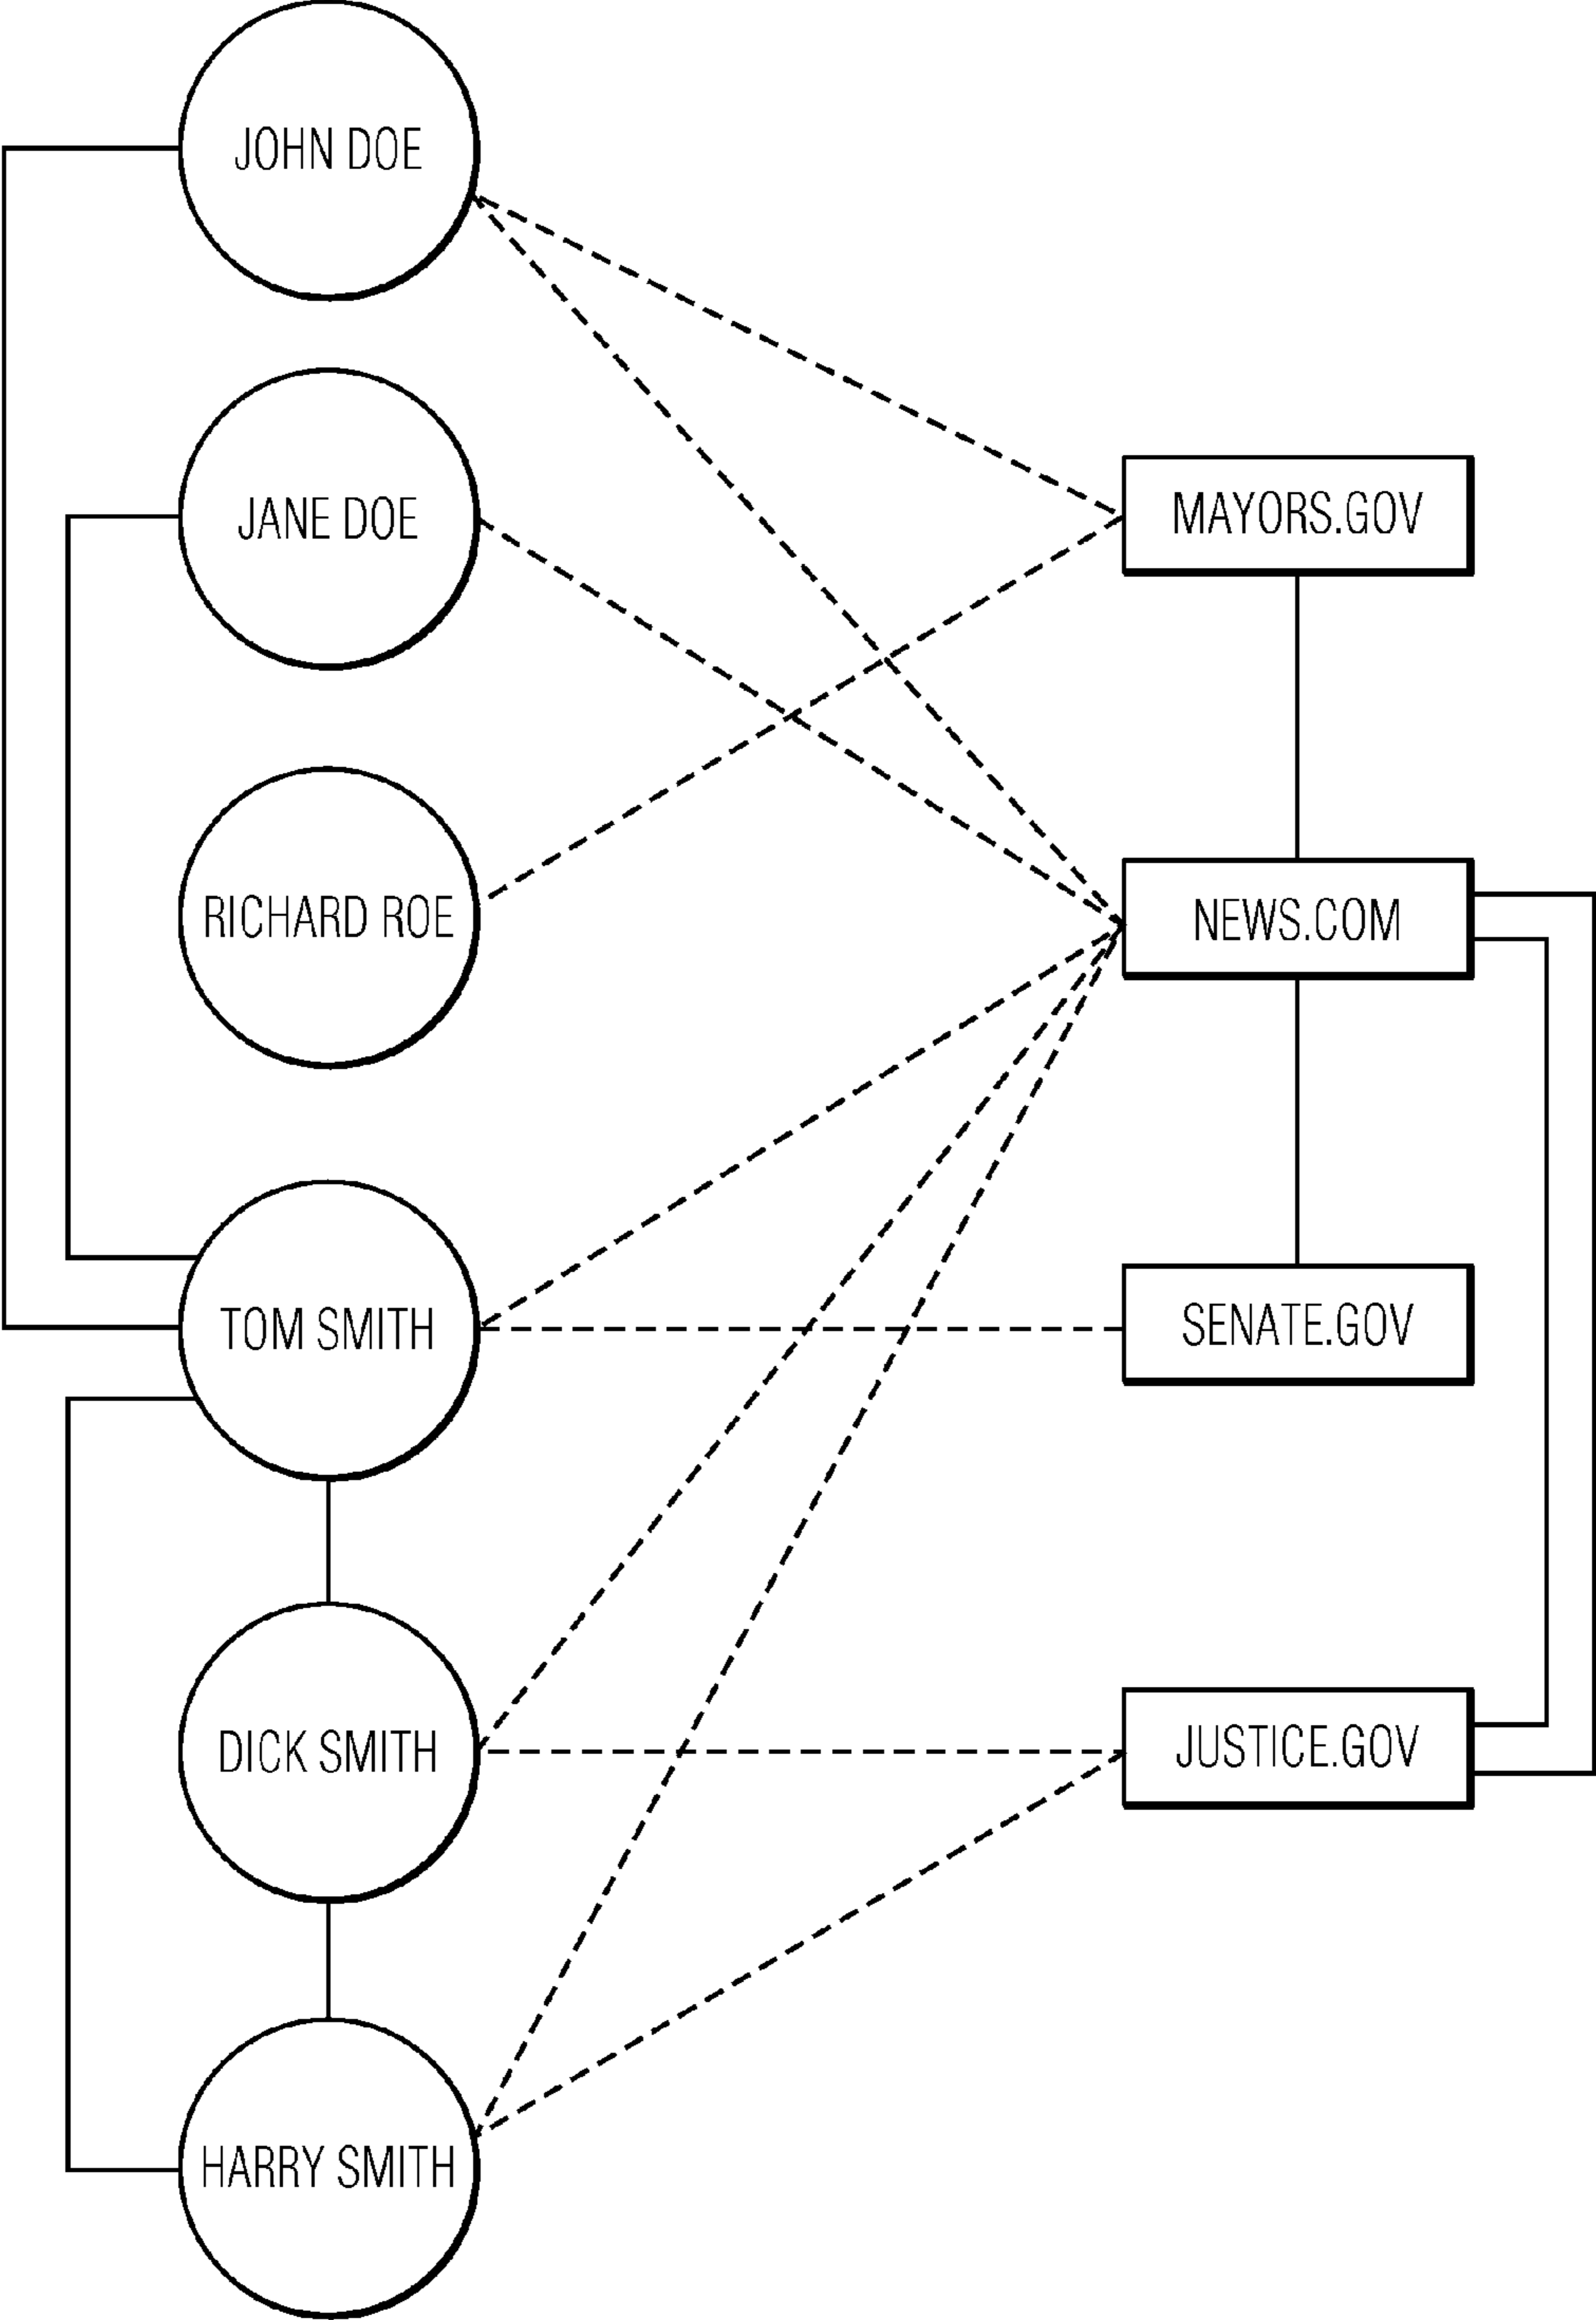 JOHN DOE
JANE DOE
RICHARD ROE
TOM SMITH
DICK SMITH
HARRY SMITH
MAYORS.GOV
NEWS.COM
SENATE.GOV
JUSTICE.GOV